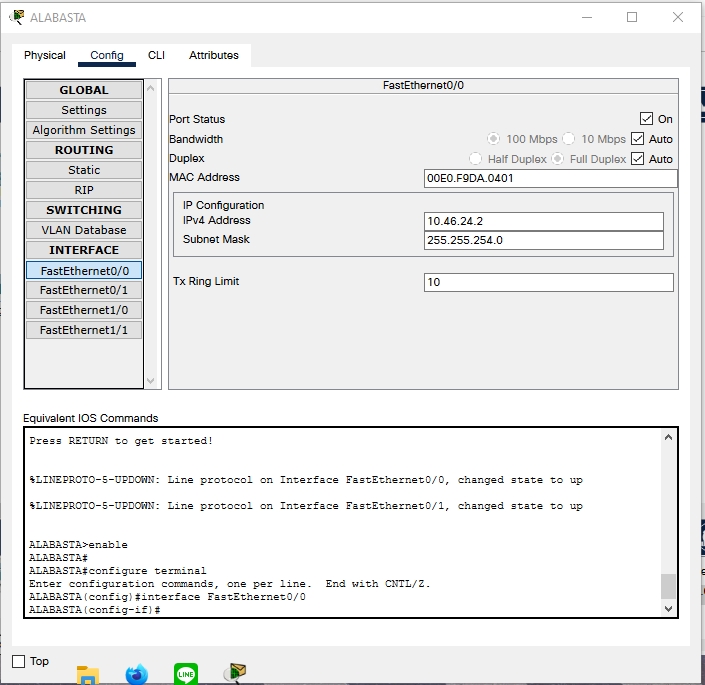 ALABASTA
Physical Config CLI Attributes
GLOBAL
Settings
Algorithm Settings
ROUTING
Static
RIP
SWITCHING
VLAN Database
INTERFACE
FastEthernet0/0
FastEthernet0/1
FastEthernet1/0
FastEthernet1/1
FastEthernet0/0
Port Status On
Bandwidth 100 Mbps 10 Mbps Auto
Duplex Half Duplex Full Duplex Auto
MAC Address 00E0.F9DA.0401
IP Configuration
IPv4 Address 10.46.24.2
Subnet Mask 255.255.254.0
Tx Ring Limit 10
Equivalent IOS Commands
Press RETURN to get started!
%LINEPROTO-5-UPDOWN: Line protocol on Interface FastEthernet0/0, changed state to up
%LINEPROTO-5-UPDOWN: Line protocol on Interface FastEthernet0/1, changed state to up
ALABASTA>enable
ALABASTA#
ALABASTA#configure terminal
Enter configuration commands, one per line.  End with CNTL/Z.
ALABASTA(config)#interface FastEthernet0/0
ALABASTA(config-if)#
Top
LINE